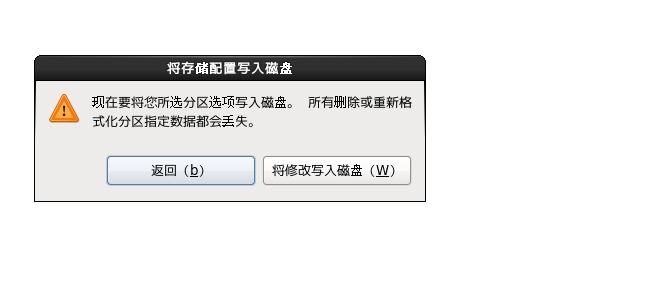 将存储配置写入磁盘
现在要将您所选分区选项写入磁盘。 所有删除或重新格
式化分区指定数据都会丢失。
返回（b） 将修改写入磁盘（W）